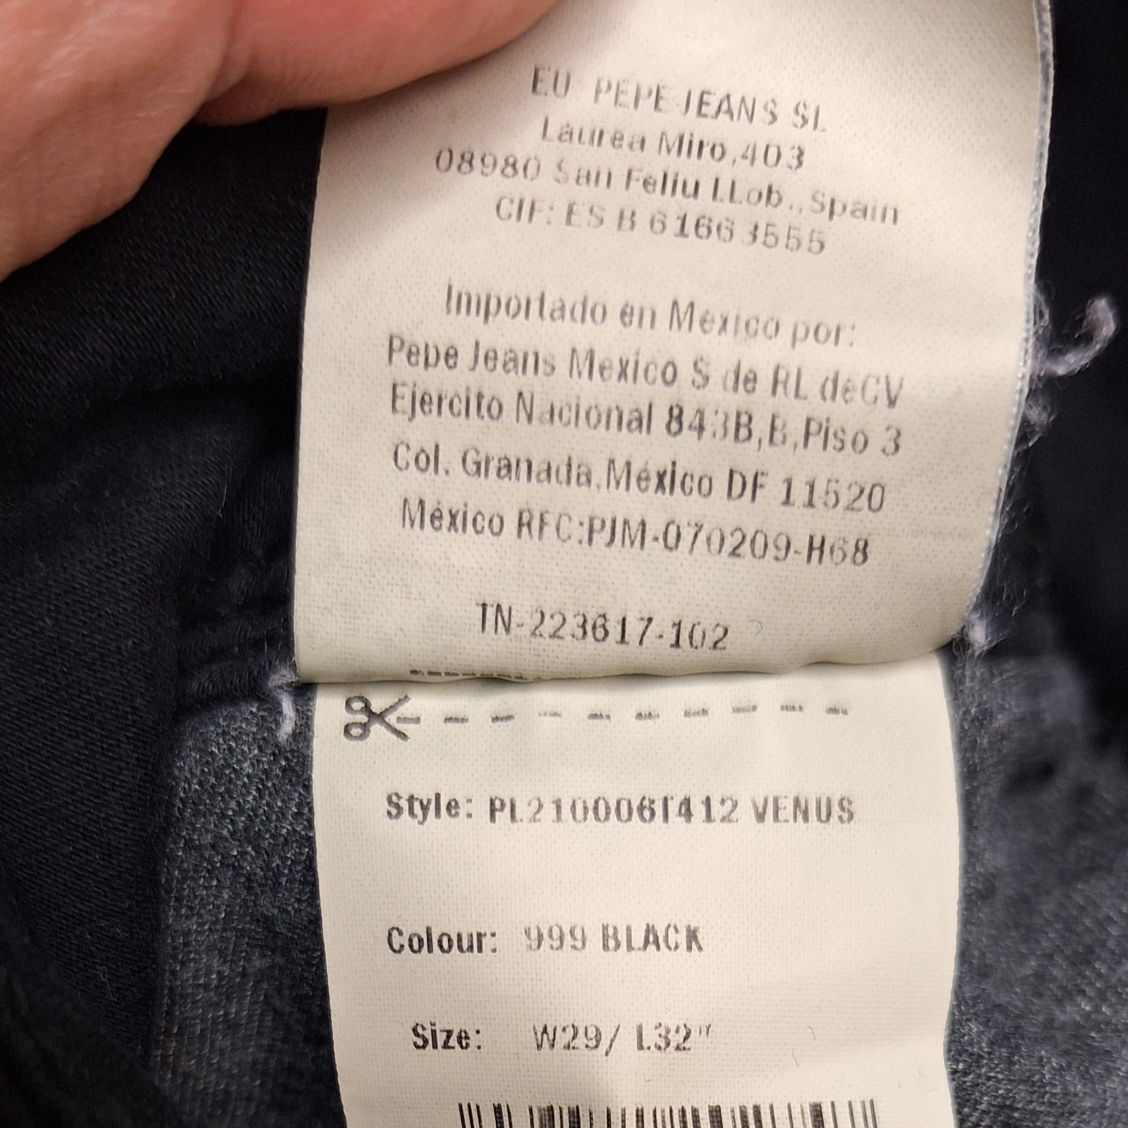 EU PEPE JEANS SL
Laurea Miro,403
08980 San Feliu LLob.,Spain
CIF: ES B 61663555
Importado en Mexico por:
Pepe Jeans Mexico S de RL deCV
Ejercito Nacional 843B,B,Piso 3
Col. Granada,México DF 11520
México RFC:PJM-070209-H68
TN-223617-102
Style: PL210006T412 VENUS
Colour: 999 BLACK
Size: W29/ L32"